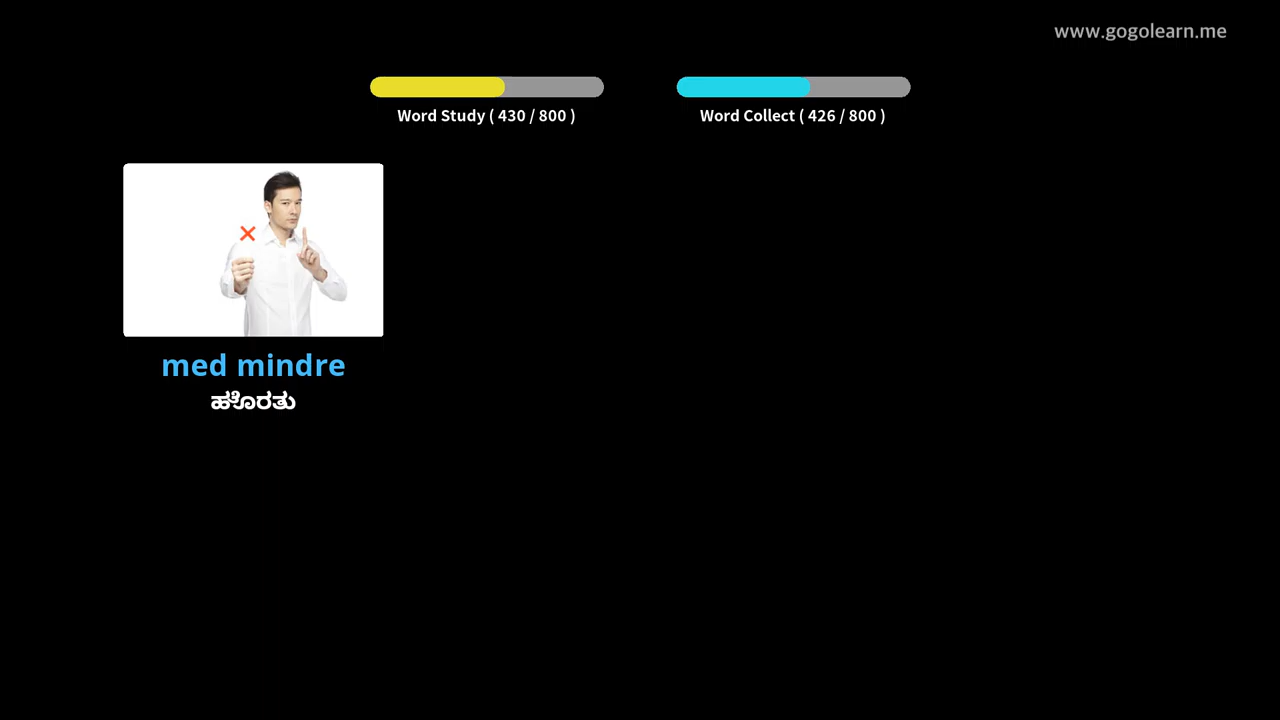 www.gogolearn.me
Word Study ( 430 / 800 )
Word Collect ( 426 / 800 )
med mindre
ಹೊರತು